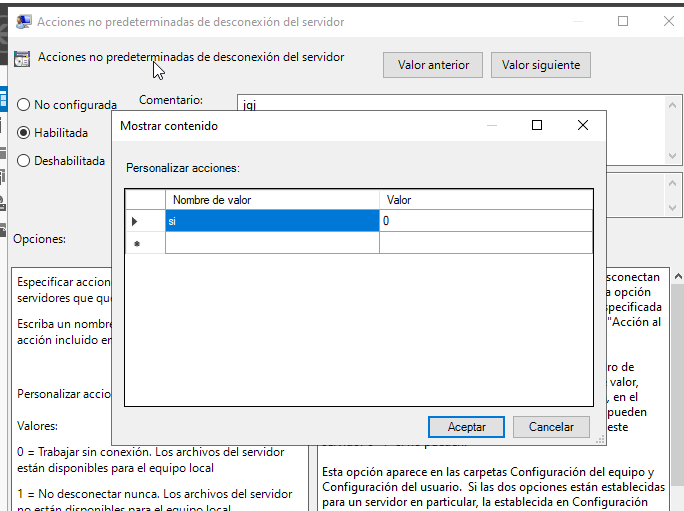 Acciones no predeterminadas de desconexión del servidor
Acciones no predeterminadas de desconexión del servidor
Valor anterior
Valor siguiente
No configurada
Comentario:
jgj
Habilitada
Deshabilitada
Mostrar contenido
Personalizar acciones:
Nombre de valor
Valor
si
0
Aceptar
Cancelar
Opciones:
Especificar accion
servidores que qu
Escriba un nombre
acción incluido en
Personalizar accio
Valores:
0 = Trabajar sin conexión. Los archivos del servidor
están disponibles para el equipo local
1 = No desconectar nunca. Los archivos del servidor
no están disponibles para el equipo local
sconectan
a opción
specificada
"Acción al
ro de
valor,
, en el
pueden
este
Esta opción aparece en las carpetas Configuración del equipo y
Configuración del usuario. Si las dos opciones están establecidas
para un servidor en particular, la establecida en Configuración